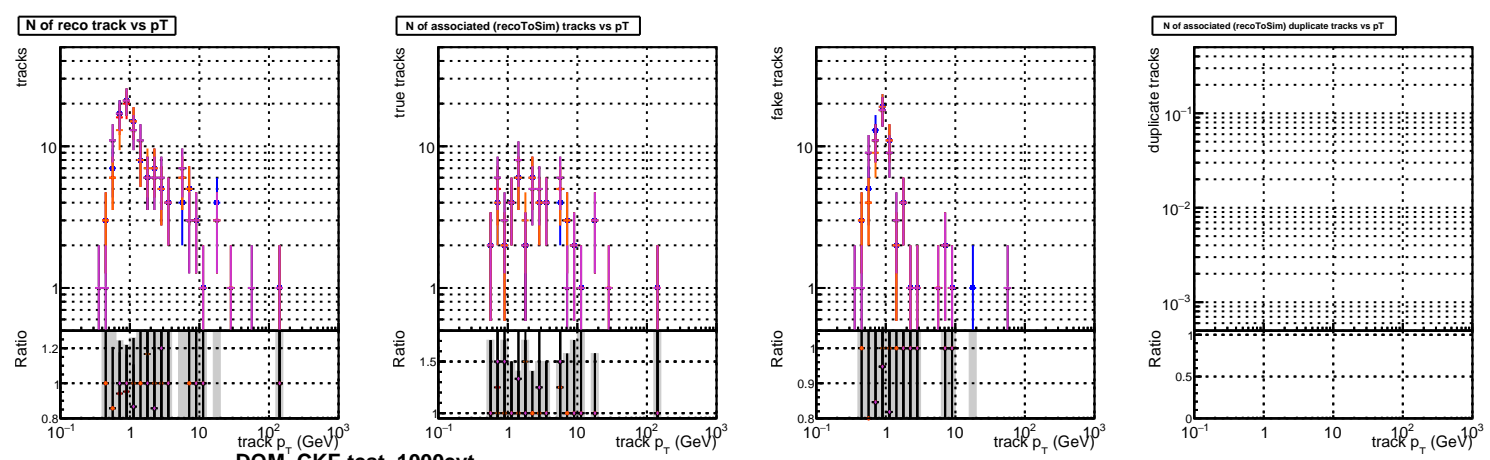 N of reco track vs pT
tracks
10
1
Ratio
1.2
1
0.8
10⁻¹ 1 10 10² 10³
track p_T (GeV)
N of associated (recoToSim) tracks vs pT
true tracks
10
1
Ratio
1.5
1
10⁻¹ 1 10 10² 10³
track p_T (GeV)
fake tracks
10
1
Ratio
1
0.9
0.8
10⁻¹ 1 10 10² 10³
track p_T (GeV)
N of associated (recoToSim) duplicate tracks vs pT
duplicate tracks
10⁻¹
10⁻²
10⁻³
Ratio
1
0.5
0
10⁻¹ 1 10 10² 10³
track p_T (GeV)